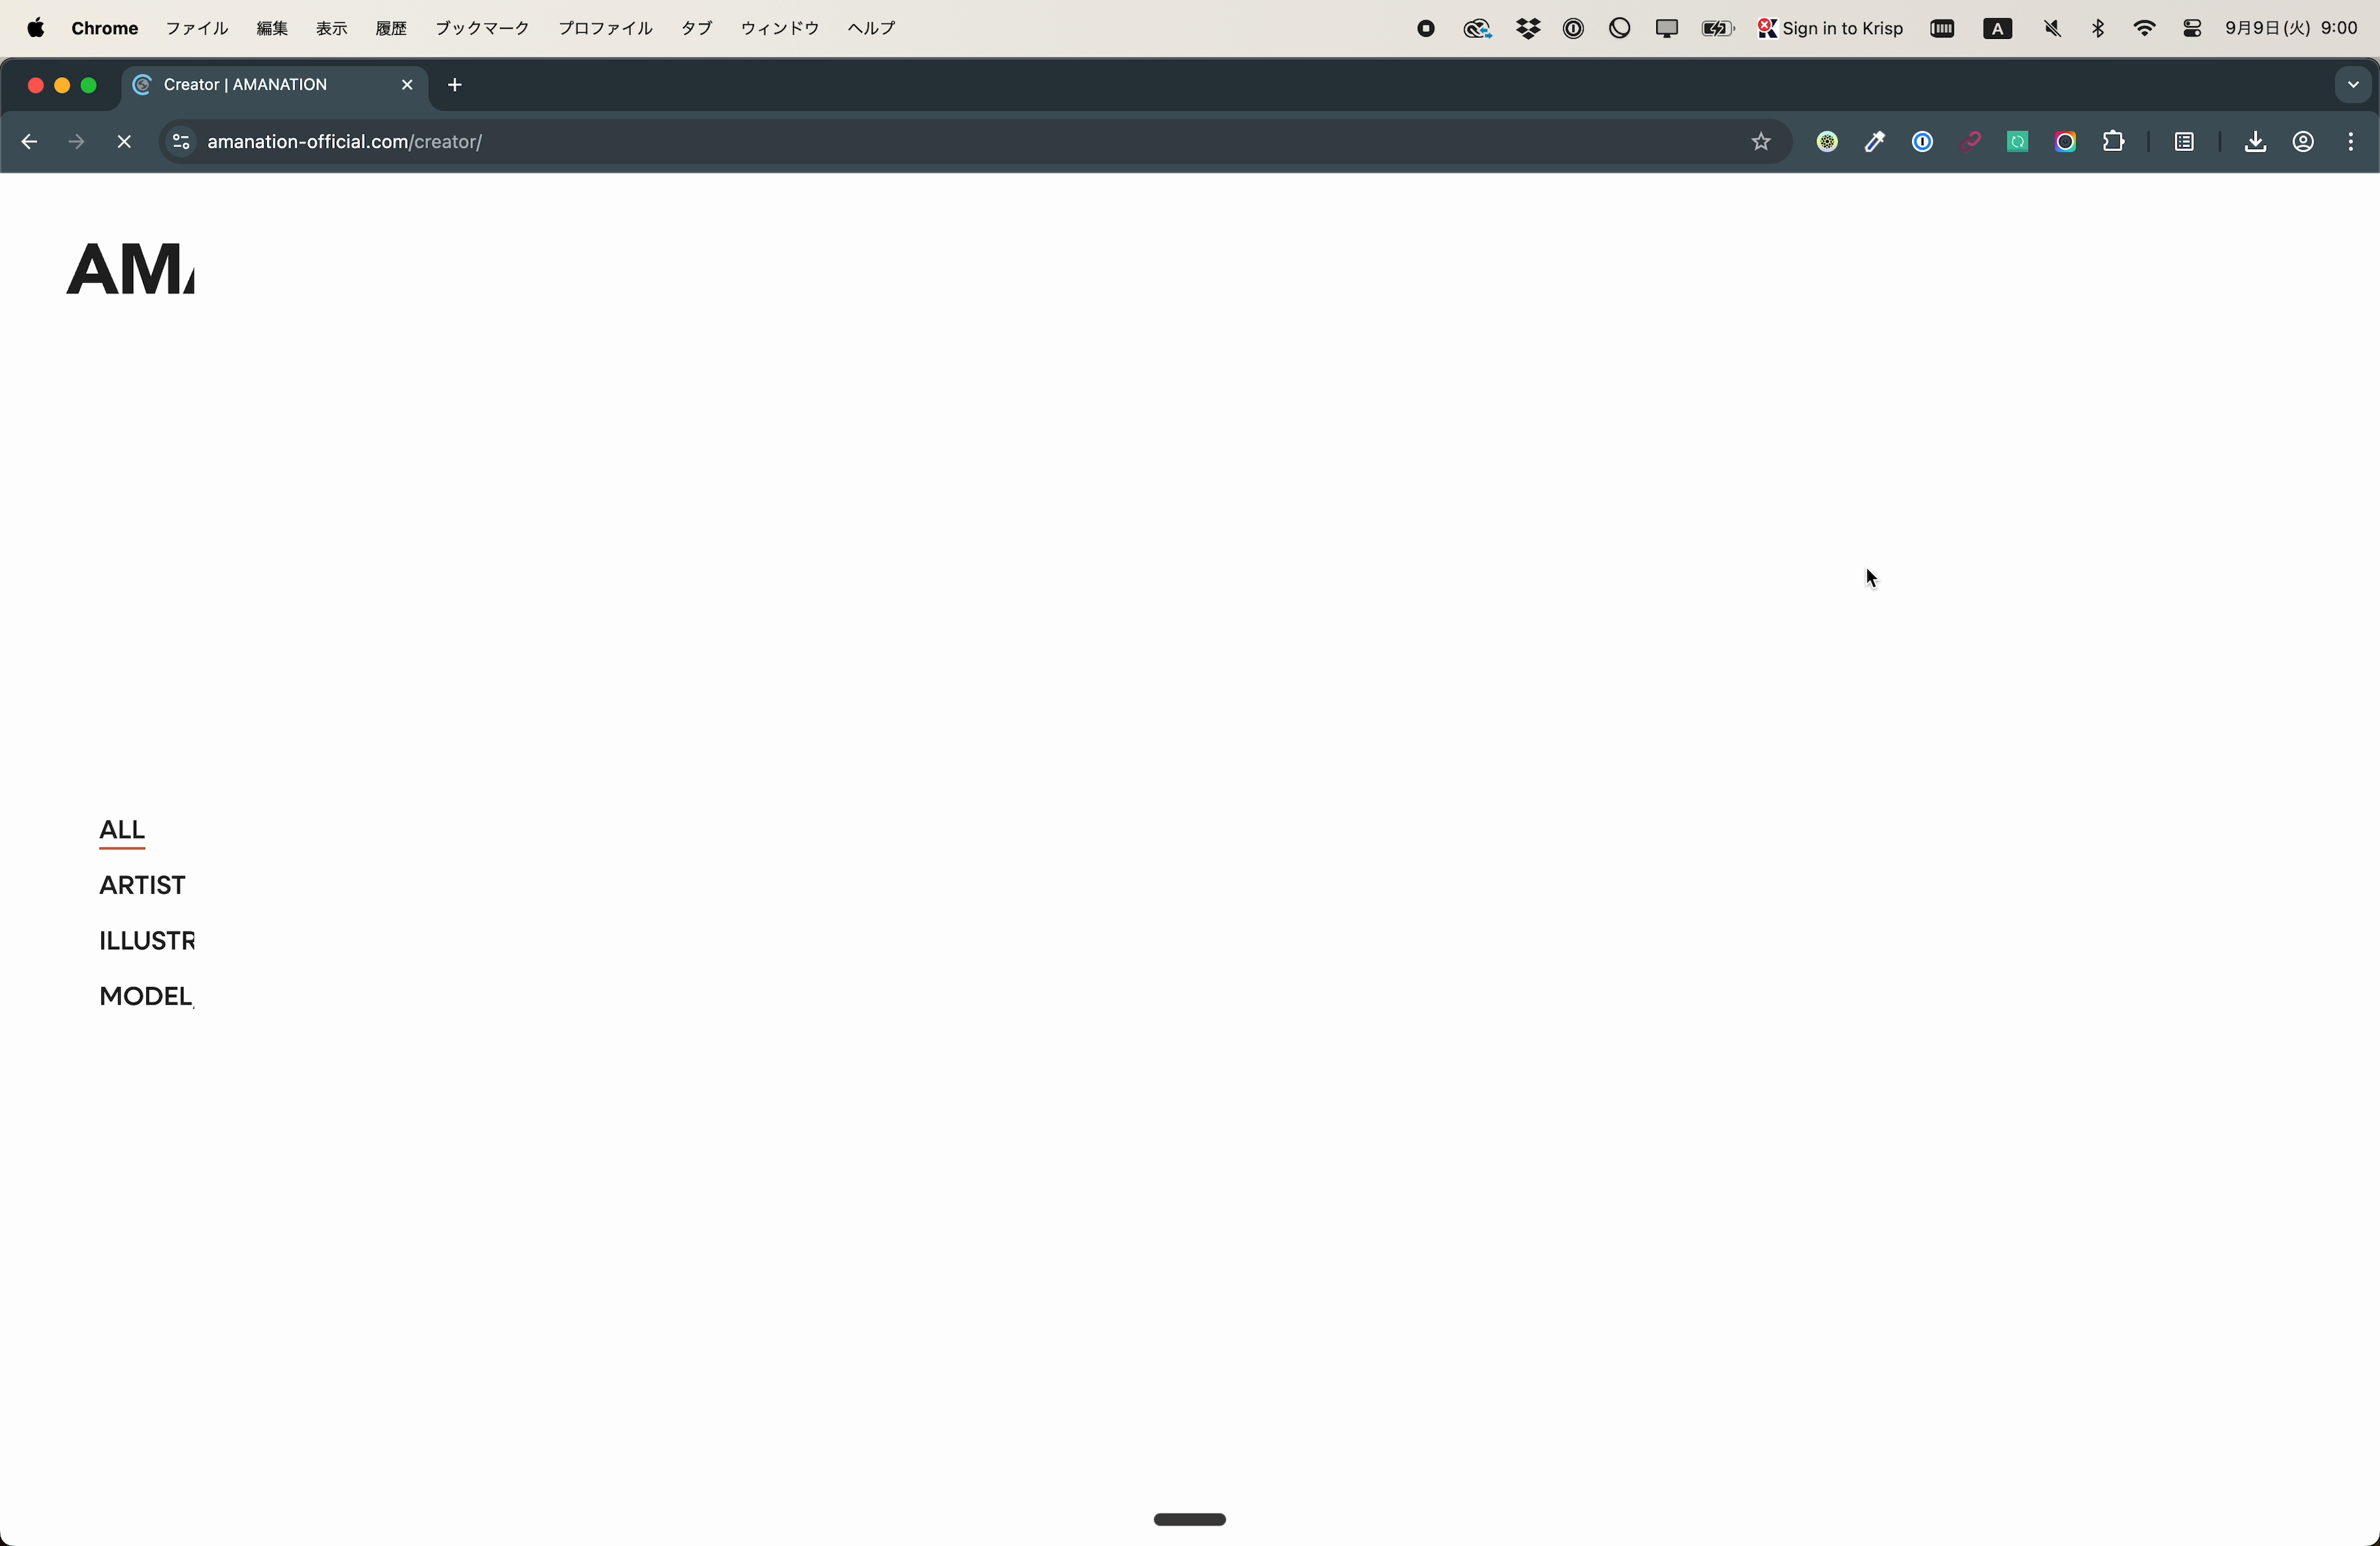 Chrome ファイル 編集 表示 履歴 ブックマーク プロファイル タブ ウィンドウ ヘルプ Sign in to Krisp A 9月9日(火) 9:00
Creator | AMANATION
amanation-official.com/creator/
AMA
ALL
ARTIST
ILLUSTR
MODEL